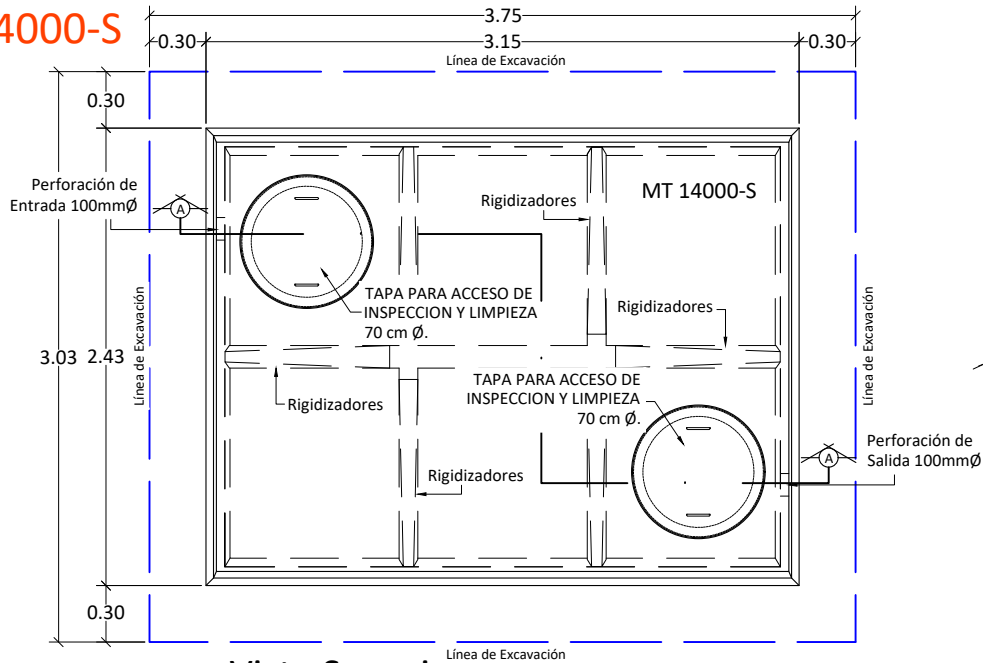 4000-S
3.75
0.30
3.15
0.30
Línea de Excavación
0.30
Perforación de
Entrada 100mmØ
A
MT 14000-S
Rigidizadores
TAPA PARA ACCESO DE
INSPECCION Y LIMPIEZA
70 cm Ø.
Rigidizadores
Línea de Excavación
3.03
2.43
Línea de Excavación
Rigidizadores
TAPA PARA ACCESO DE
INSPECCION Y LIMPIEZA
70 cm Ø.
Rigidizadores
A
Perforación de
Salida 100mmØ
0.30
Línea de Excavación